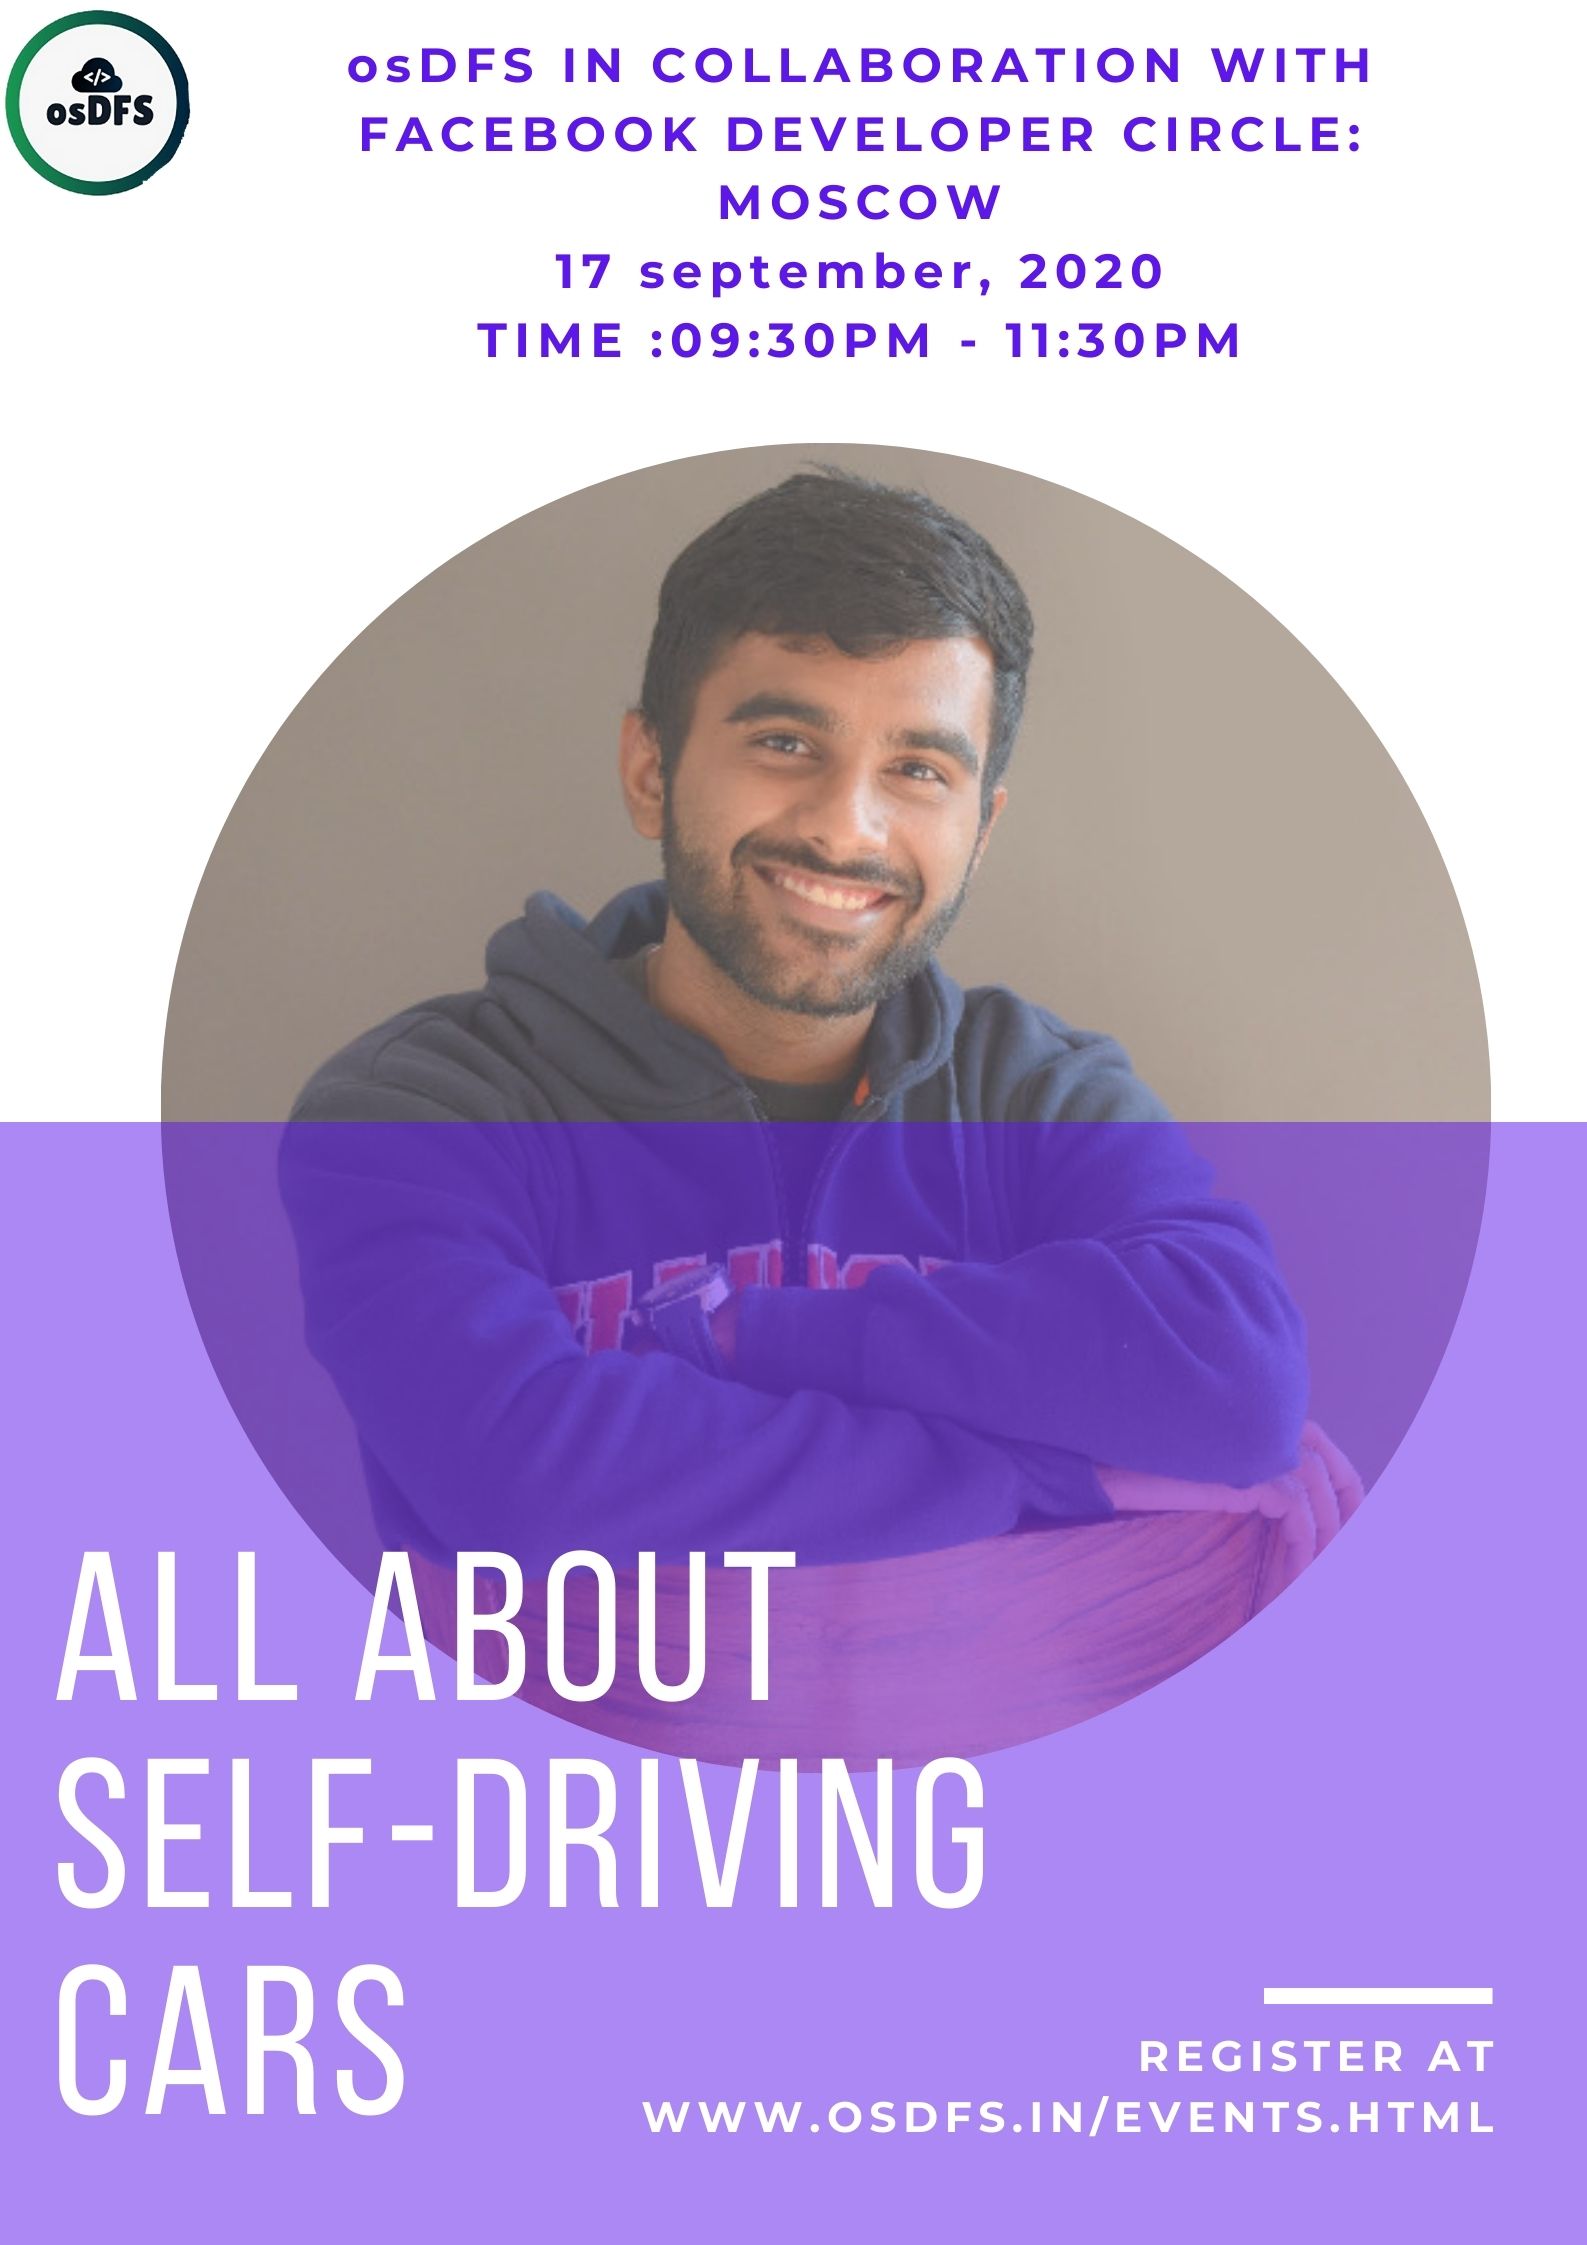 osDFS
osDFS IN COLLABORATION WITH
FACEBOOK DEVELOPER CIRCLE:
MOSCOW
17 september, 2020
TIME :09:30PM - 11:30PM
ALL ABOUT
SELF-DRIVING
CARS
REGISTER AT
WWW.OSDFS.IN/EVENTS.HTML